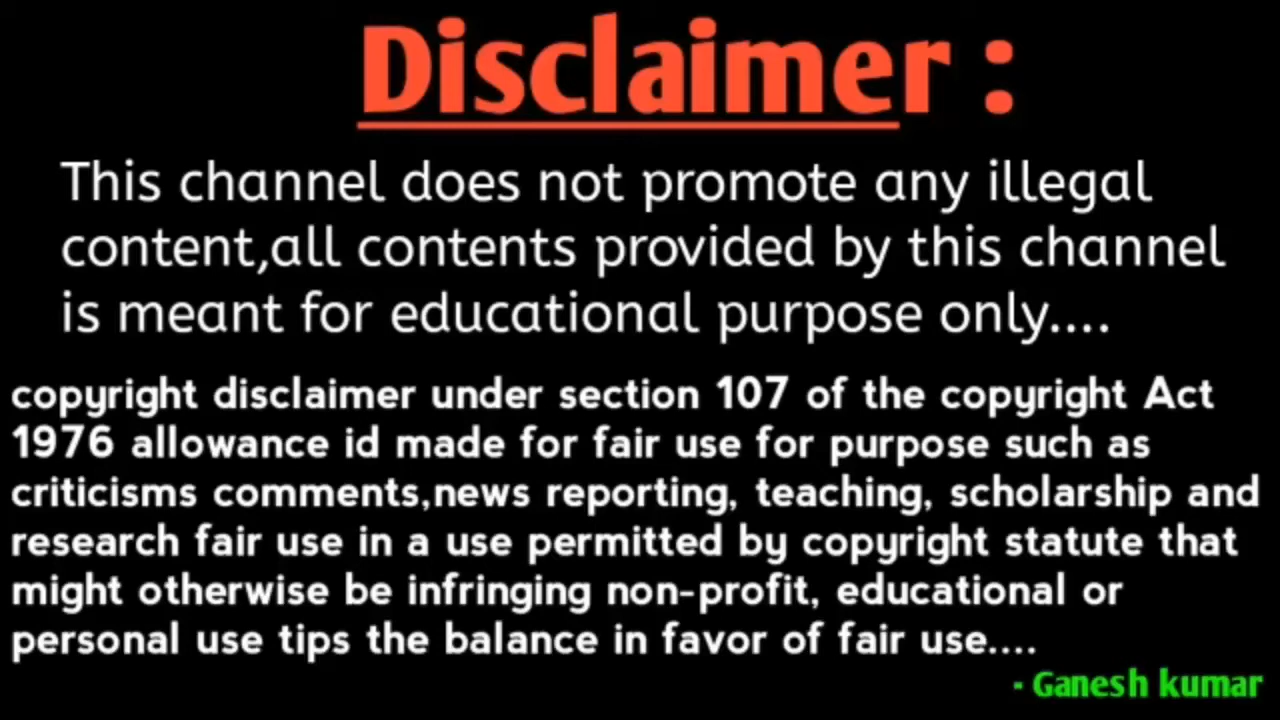 Disclaimer :
This channel does not promote any illegal
content,all contents provided by this channel
is meant for educational purpose only....
copyright disclaimer under section 107 of the copyright Act
1976 allowance id made for fair use for purpose such as
criticisms comments,news reporting, teaching, scholarship and
research fair use in a use permitted by copyright statute that
might otherwise be infringing non-profit, educational or
personal use tips the balance in favor of fair use....
- Ganesh kumar